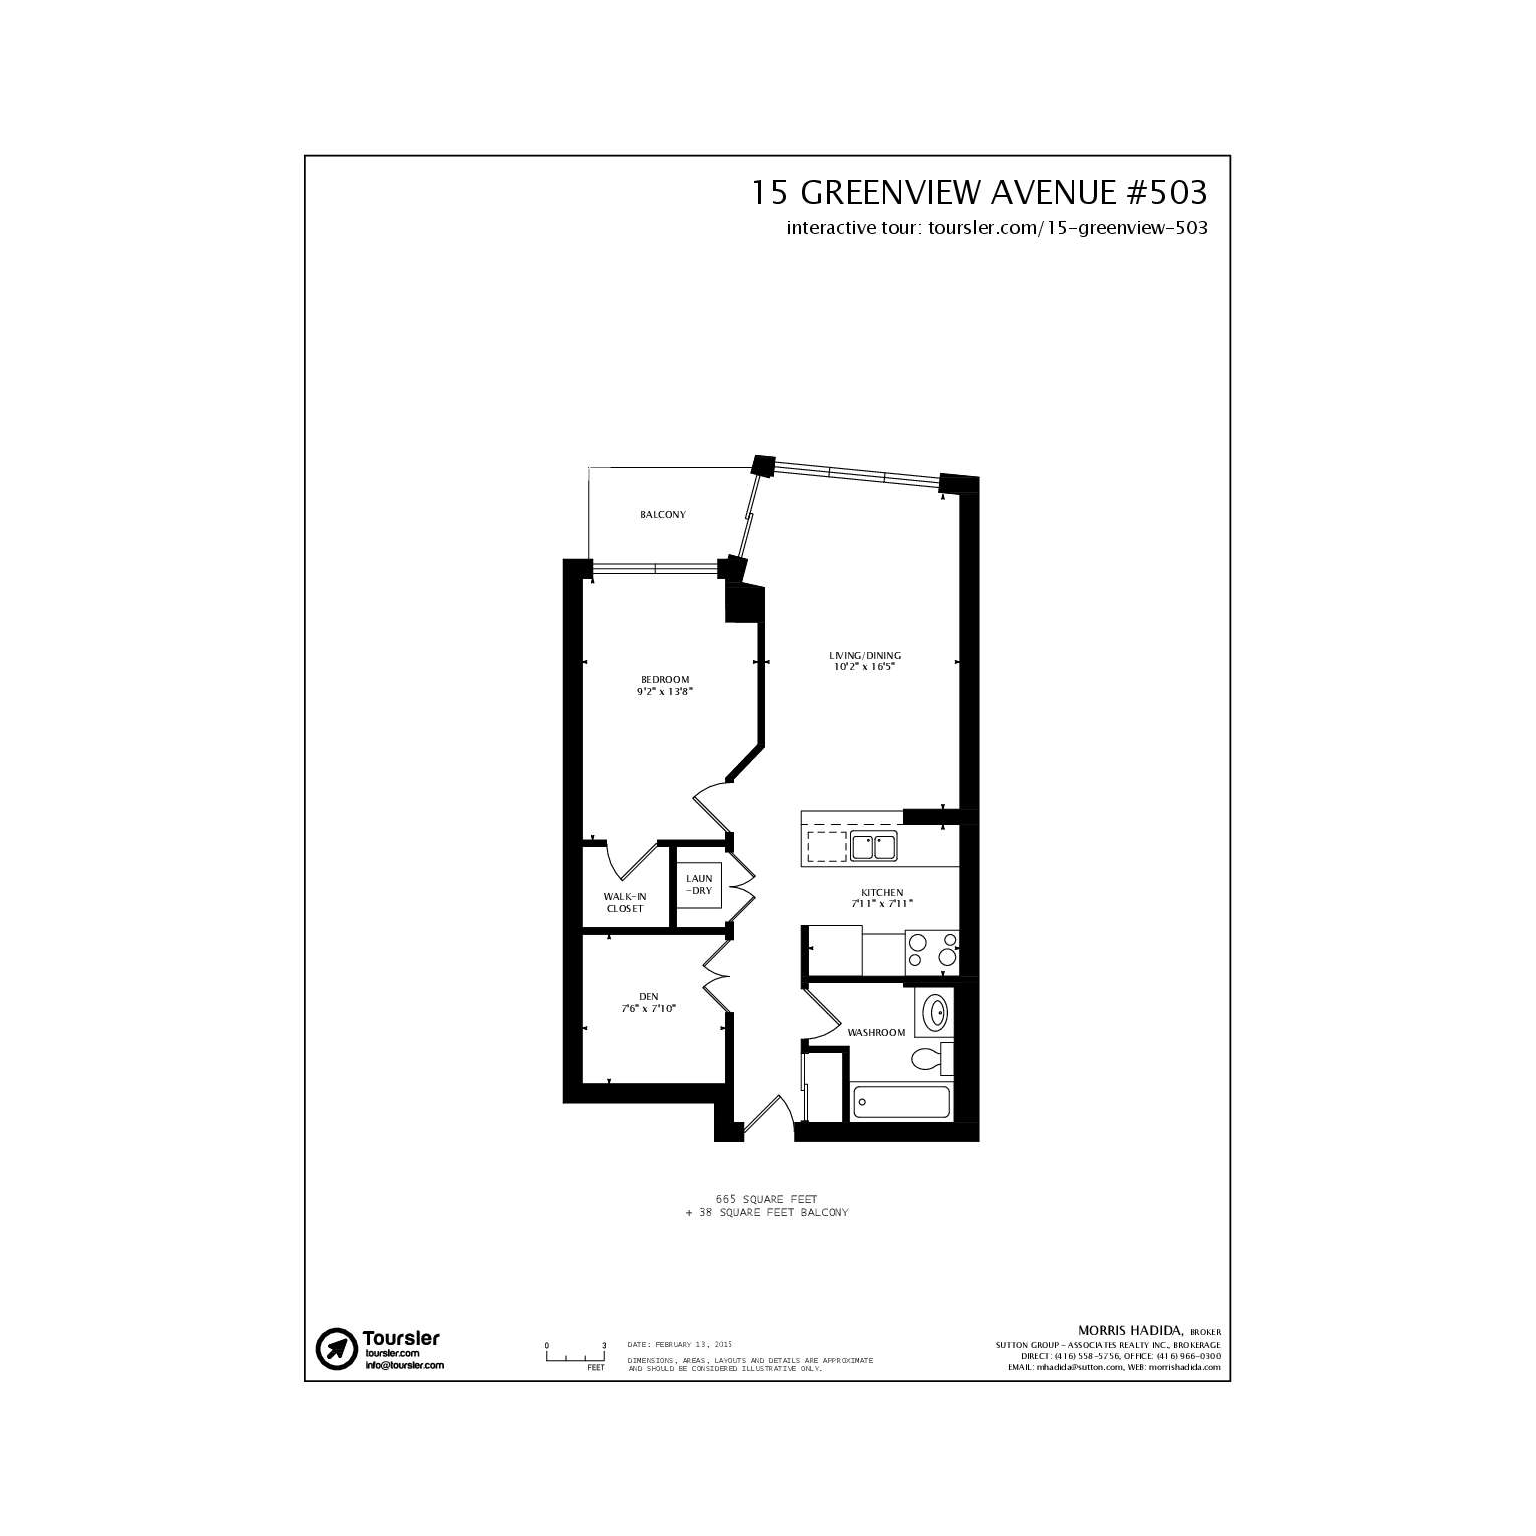 15 GREENVIEW AVENUE #503
interactive tour: toursler.com/15-greenview-503
BALCONY
LIVING/DINING
10'2" x 16'5"
BEDROOM
9'2" x 13'8"
LAUN
-DRY
WALK-IN
CLOSET
KITCHEN
7'11" x 7'11"
DEN
7'6" x 7'10"
WASHROOM
665 SQUARE FEET
+ 38 SQUARE FEET BALCONY
Toursler
toursler.com
info@toursler.com
0 3
FEET
DATE: FEBRUARY 13, 2015
DIMENSIONS, AREAS, LAYOUTS AND DETAILS ARE APPROXIMATE
AND SHOULD BE CONSIDERED ILLUSTRATIVE ONLY.
MORRIS HADIDA, BROKER
SUTTON GROUP - ASSOCIATES REALTY INC., BROKERAGE
DIRECT: (416) 558-5756, OFFICE: (416) 966-0300
EMAIL: mhadida@sutton.com, WEB: morrishadida.com